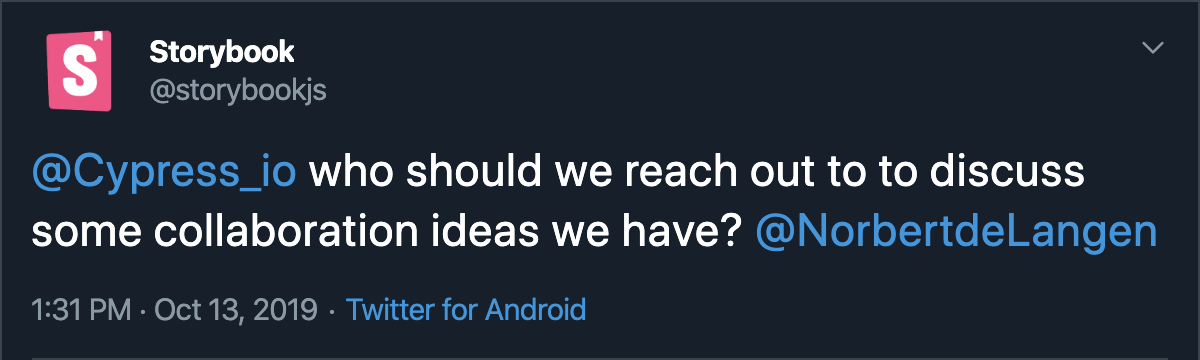 S
Storybook
@storybookjs
@Cypress_io who should we reach out to to discuss
some collaboration ideas we have? @NorbertdeLangen
1:31 PM · Oct 13, 2019 · Twitter for Android